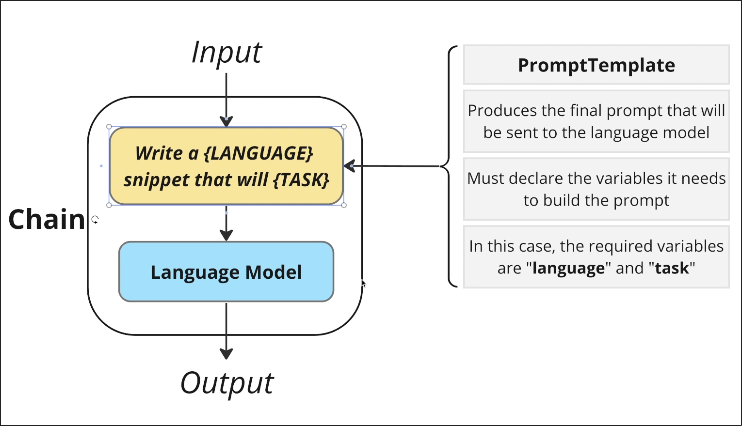 Input
Chain
Write a {LANGUAGE}
snippet that will {TASK}
Language Model
Output
PromptTemplate
Produces the final prompt that will
be sent to the language model
Must declare the variables it needs
to build the prompt
In this case, the required variables
are "language" and "task"